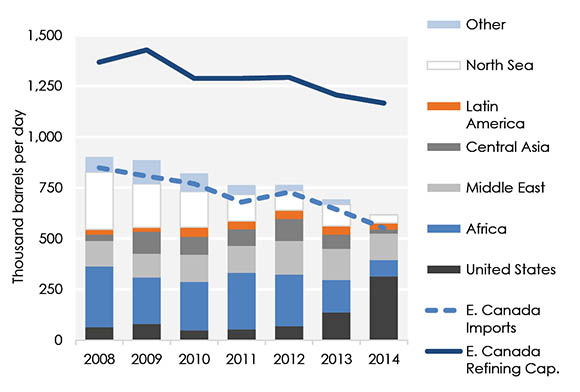 Thousand barrels per day
1,500
1,250
1,000
750
500
250
0
2008 2009 2010 2011 2012 2013 2014
Other
North Sea
Latin
America
Central Asia
Middle East
Africa
United States
E. Canada
Imports
E. Canada
Refining Cap.